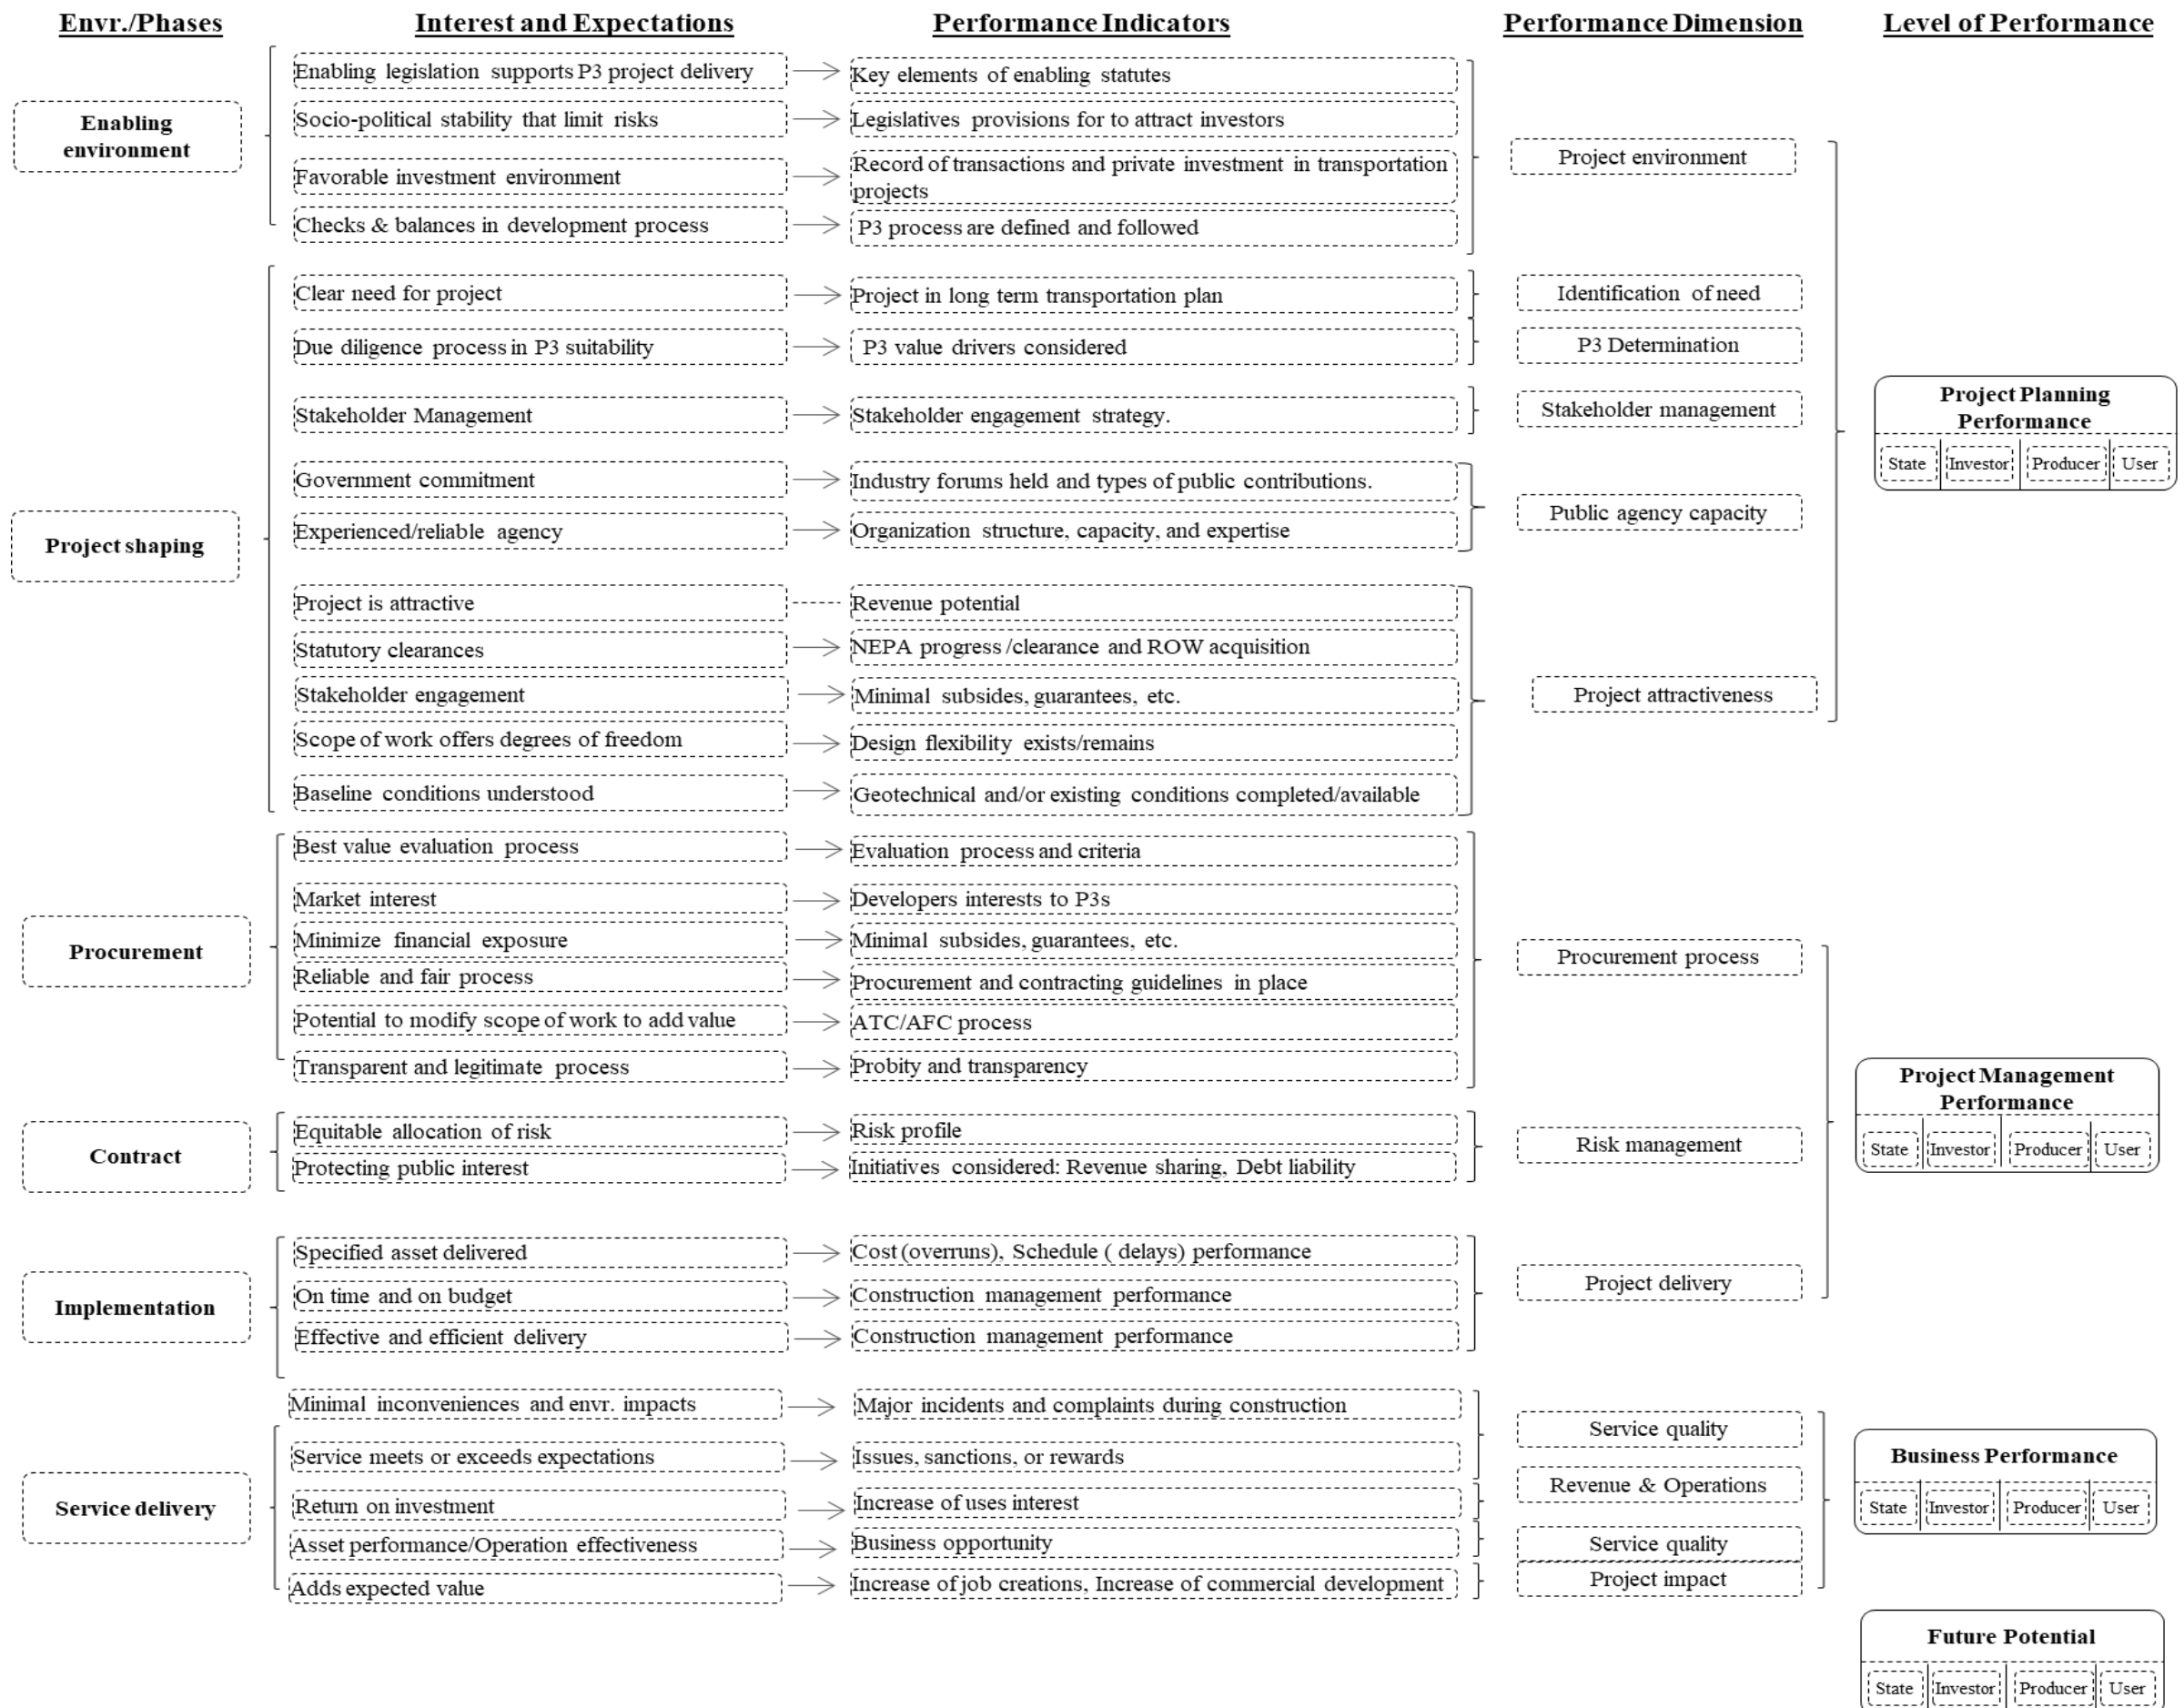 Envr./Phases
Interest and Expectations
Performance Indicators
Performance Dimension
Level of Performance
Enabling
environment
Enabling legislation supports P3 project delivery
Key elements of enabling statutes
Socio-political stability that limit risks
Legislatives provisions for to attract investors
Favorable investment environment
Record of transactions and private investment in transportation
projects
Checks & balances in development process
P3 process are defined and followed
Project environment
Project shaping
Clear need for project
Project in long term transportation plan
Identification of need
Due diligence process in P3 suitability
P3 value drivers considered
P3 Determination
Stakeholder Management
Stakeholder engagement strategy.
Stakeholder management
Government commitment
Industry forums held and types of public contributions.
Experienced/reliable agency
Organization structure, capacity, and expertise
Public agency capacity
Project is attractive
Revenue potential
Statutory clearances
NEPA progress/clearance and ROW acquisition
Stakeholder engagement
Minimal subsides, guarantees, etc.
Scope of work offers degrees of freedom
Design flexibility exists/remains
Baseline conditions understood
Geotechnical and/or existing conditions completed/available
Project attractiveness
Project Planning
Performance
State
Investor
Producer
User
Procurement
Best value evaluation process
Evaluation process and criteria
Market interest
Developers interests to P3s
Minimize financial exposure
Minimal subsides, guarantees, etc.
Reliable and fair process
Procurement and contracting guidelines in place
Potential to modify scope of work to add value
ATC/AFC process
Transparent and legitimate process
Probity and transparency
Procurement process
Contract
Equitable allocation of risk
Risk profile
Protecting public interest
Initiatives considered: Revenue sharing, Debt liability
Risk management
Implementation
Specified asset delivered
Cost (overruns), Schedule ( delays) performance
On time and on budget
Construction management performance
Effective and efficient delivery
Construction management performance
Project delivery
Project Management
Performance
State
Investor
Producer
User
Service delivery
Minimal inconveniences and envr. impacts
Major incidents and complaints during construction
Service meets or exceeds expectations
Issues, sanctions, or rewards
Service quality
Return on investment
Increase of uses interest
Revenue & Operations
Asset performance/Operation effectiveness
Business opportunity
Service quality
Adds expected value
Increase of job creations, Increase of commercial development
Project impact
Business Performance
State
Investor
Producer
User
Future Potential
State
Investor
Producer
User